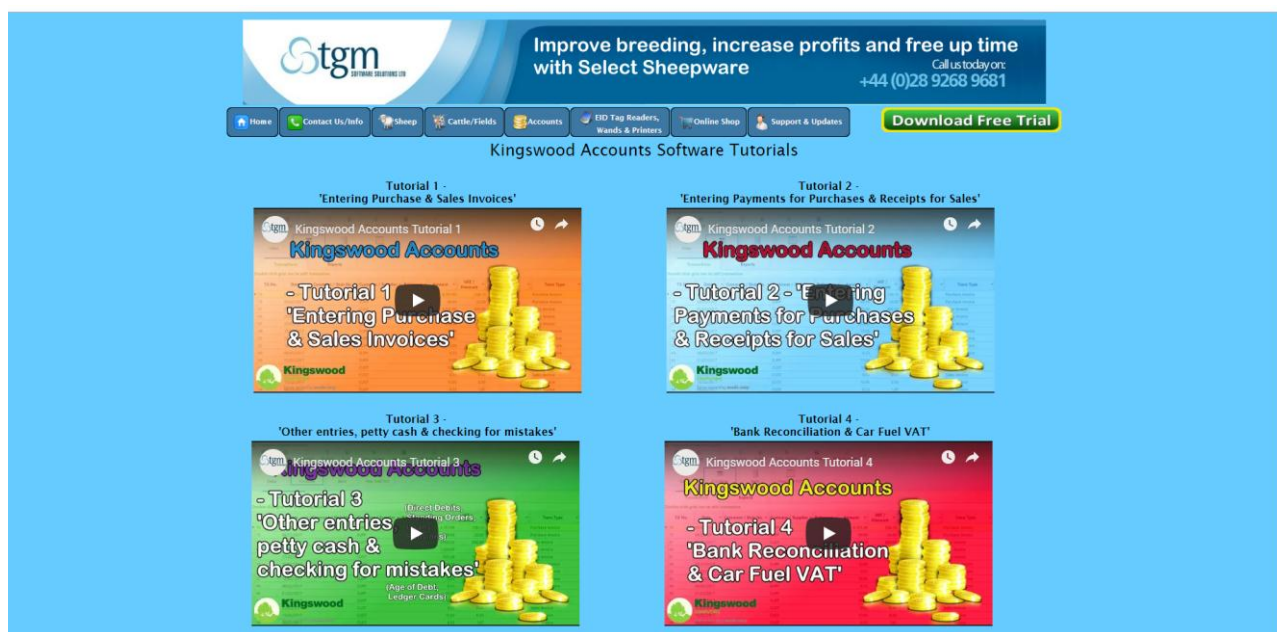 tgm
SOFTWARE SOLUTIONS LTD
Improve breeding, increase profits and free up time
with Select Sheepware
Call us today on:
+44 (0)28 9268 9681
Home
Contact Us/Info
Sheep
Cattle/Fields
Accounts
EID Tag Readers,
Wands & Printers
Online Shop
Support & Updates
Download Free Trial
Kingswood Accounts Software Tutorials
Tutorial 1 -
'Entering Purchase & Sales Invoices'
tgm
Kingswood Accounts Tutorial 1
Kingswood Accounts
- Tutorial 1
'Entering Purchase
& Sales Invoices'
Kingswood
Tutorial 2 -
'Entering Payments for Purchases & Receipts for Sales'
tgm
Kingswood Accounts Tutorial 2
Kingswood Accounts
- Tutorial 2 - 'Entering
Payments for Purchases
& Receipts for Sales'
Kingswood
Tutorial 3 -
'Other entries, petty cash & checking for mistakes'
tgm
Kingswood Accounts Tutorial 3
Kingswood Accounts
- Tutorial 3
(Direct Debits,
Standing Orders
'Other entries,
petty cash &
checking for mistakes'
(Age of Debt,
Ledger Cards)
Kingswood
Tutorial 4 -
'Bank Reconciliation & Car Fuel VAT'
tgm
Kingswood Accounts Tutorial 4
Kingswood Accounts
- Tutorial 4
'Bank Reconciliation
& Car Fuel VAT'
Kingswood